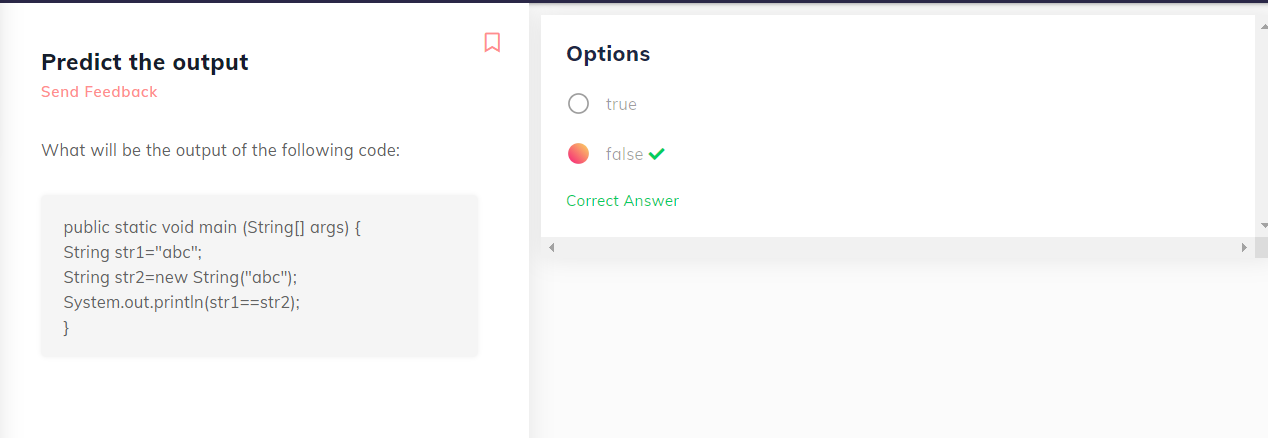 Predict the output
Send Feedback
What will be the output of the following code:
public static void main (String[] args) {
String str1="abc";
String str2=new String("abc");
System.out.println(str1==str2);
}
Options
true
false
Correct Answer